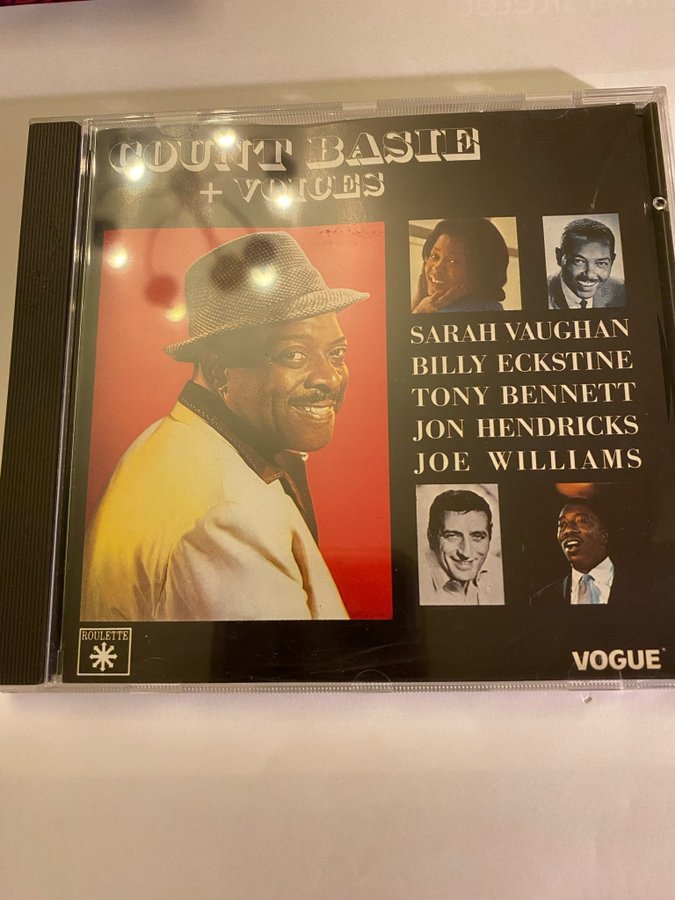 COUNT BASIE
+ VOICES
SARAH VAUGHAN
BILLY ECKSTINE
TONY BENNETT
JON HENDRICKS
JOE WILLIAMS
ROULETTE
VOGUE